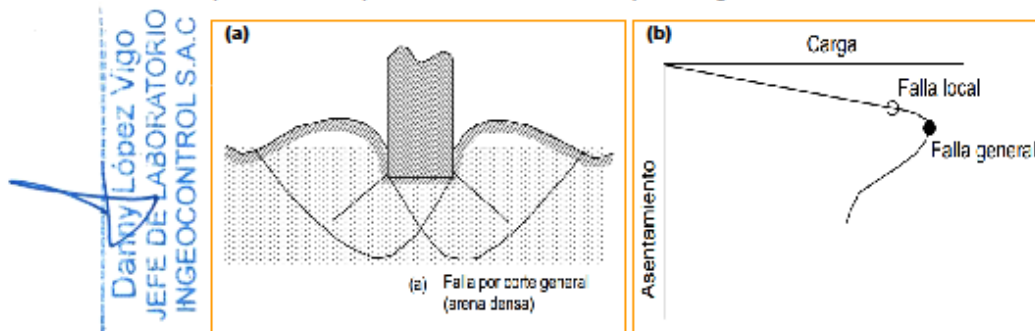 Danny López Vigo
JEFE DE LABORATORIO
INGEOCONTROL S.A.C
(a)
(a) Falla por corte general
(arena densa)
(b)
Carga
Falla local
Falla general
Asentamiento